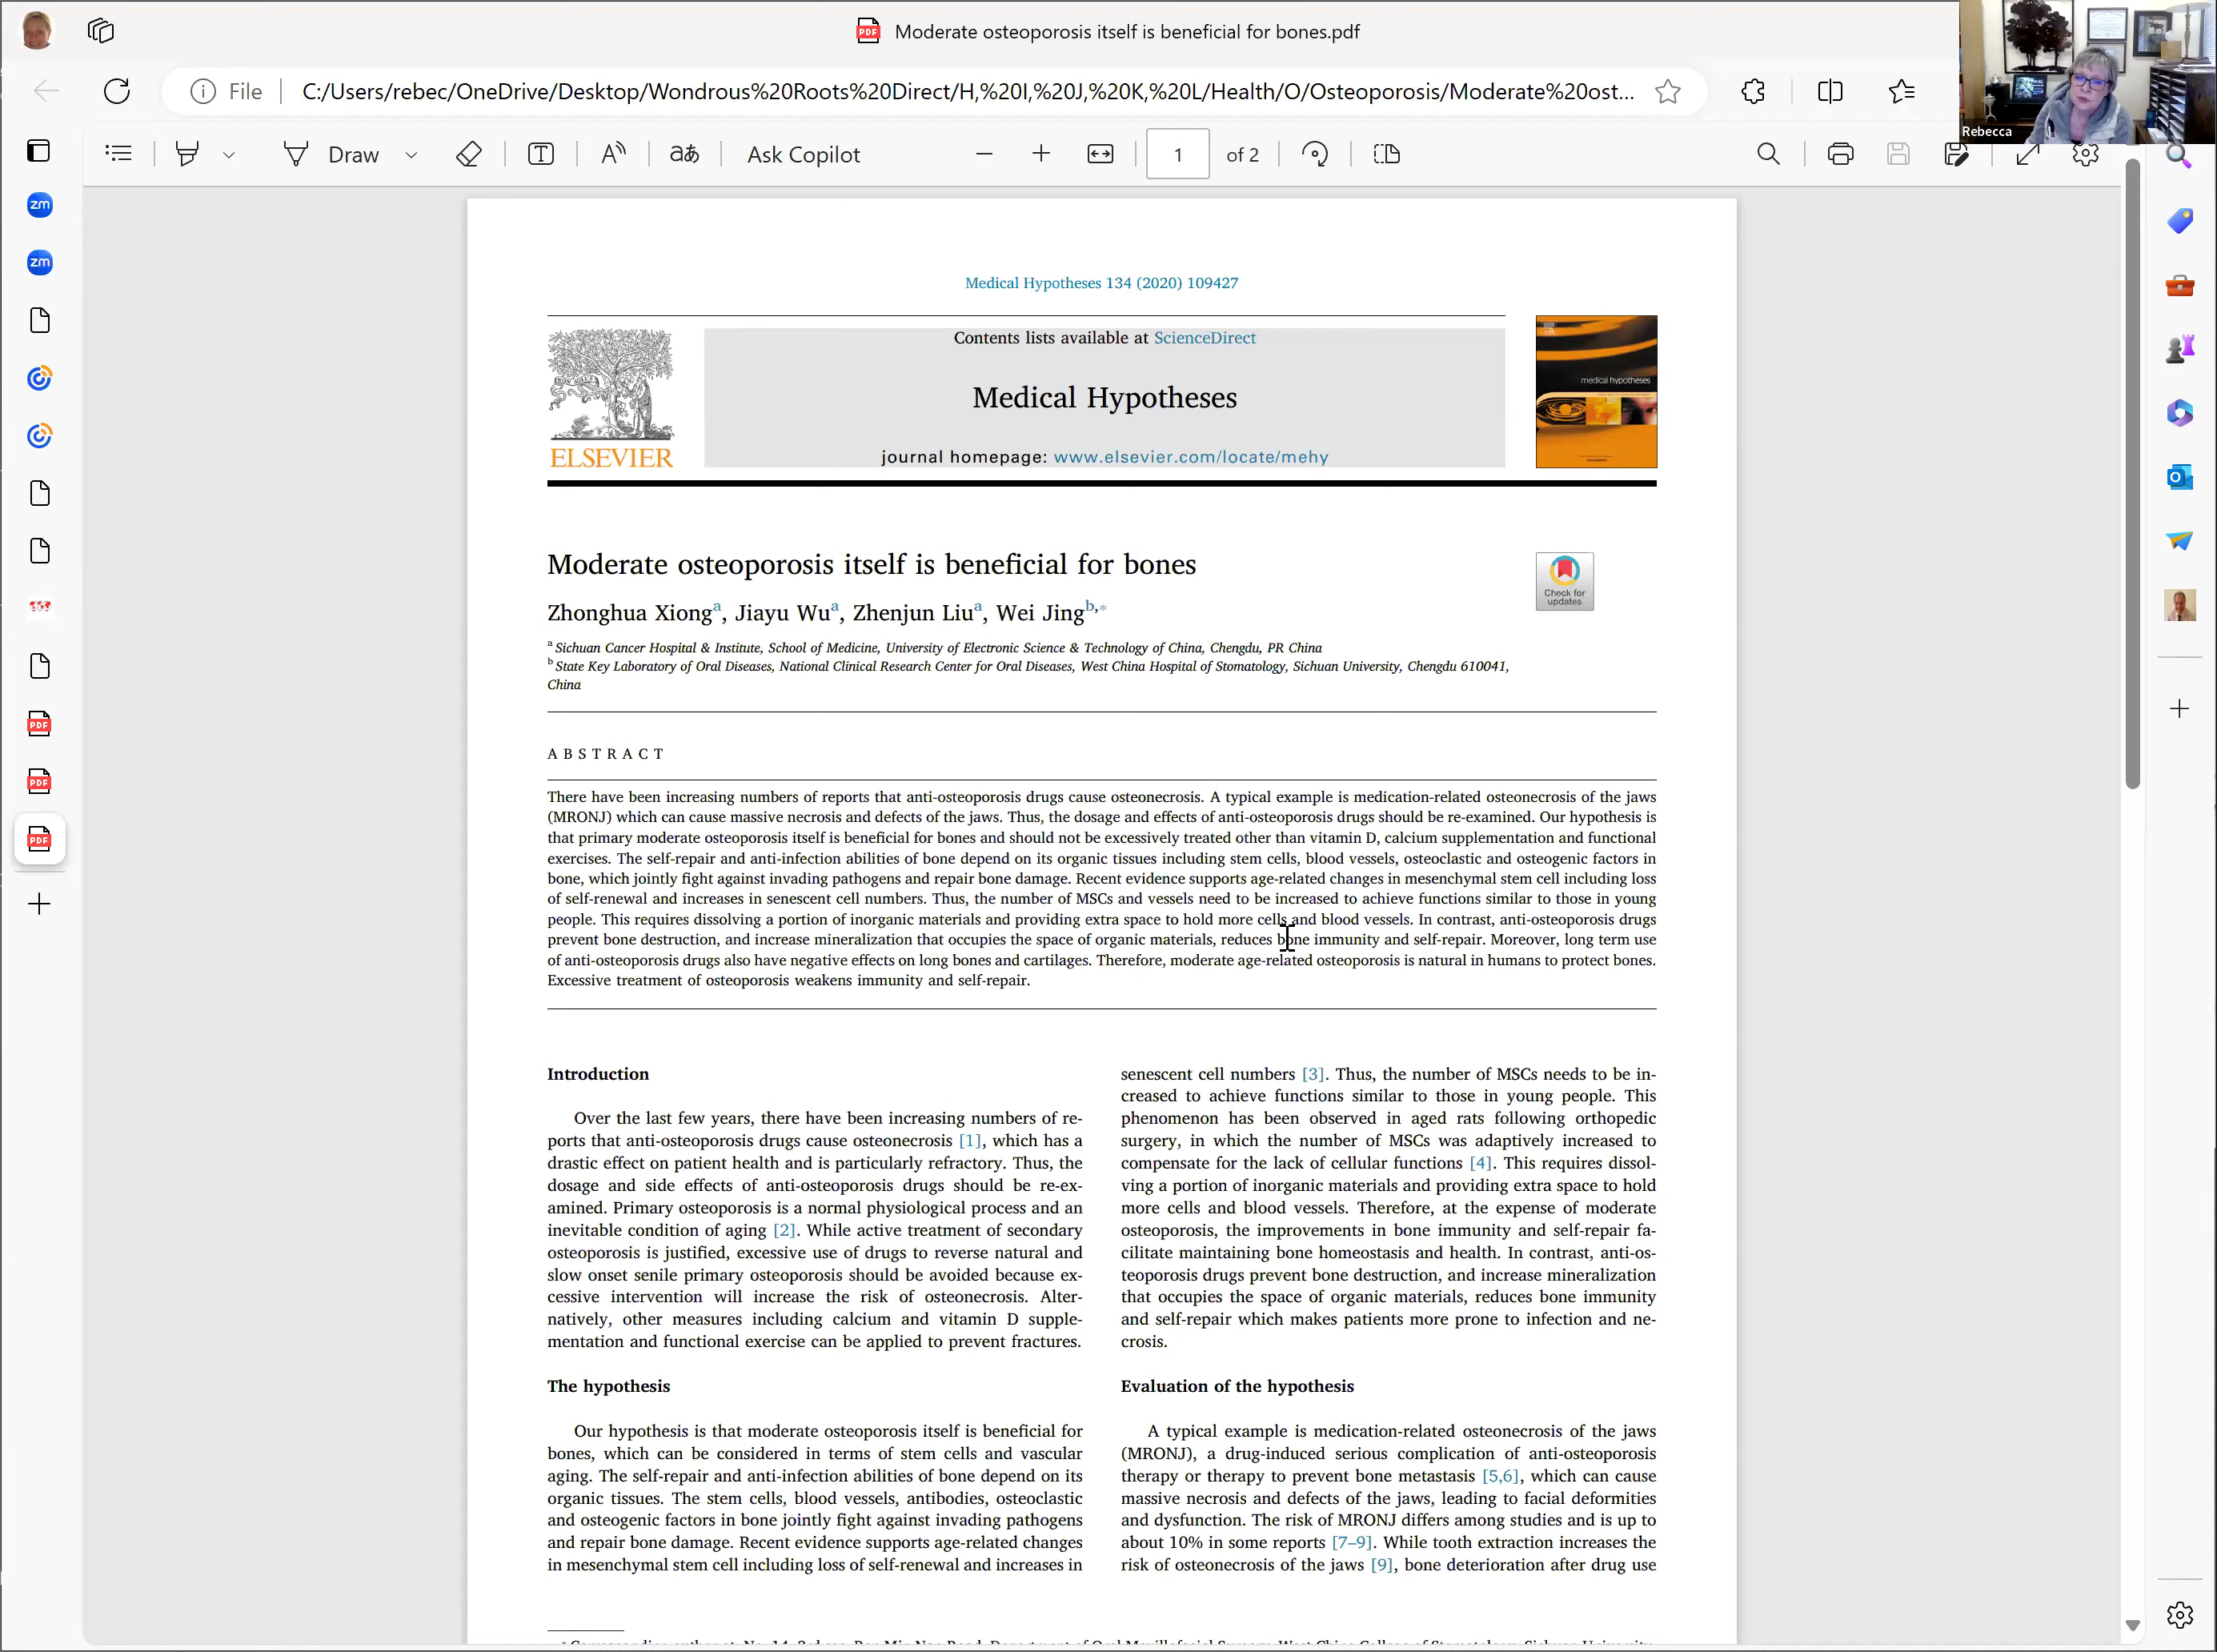 Moderate osteoporosis itself is beneficial for bones.pdf
File
C:/Users/rebec/OneDrive/Desktop/Wondrous%20Roots%20Direct/H,%20I,%20J,%20K,%20L/Health/O/Osteoporosis/Moderate%20ost...
Rebecca
Draw
Ask Copilot
1 of 2
zm
zm
PDF
PDF
PDF
Medical Hypotheses 134 (2020) 109427
Contents lists available at ScienceDirect
Medical Hypotheses
journal homepage: www.elsevier.com/locate/mehy
ELSEVIER
medical hypotheses
Moderate osteoporosis itself is beneficial for bones
Check for
updates
Zhonghua Xiong^a, Jiayu Wu^a, Zhenjun Liu^a, Wei Jing^b,*
^a Sichuan Cancer Hospital & Institute, School of Medicine, University of Electronic Science & Technology of China, Chengdu, PR China
^b State Key Laboratory of Oral Diseases, National Clinical Research Center for Oral Diseases, West China Hospital of Stomatology, Sichuan University, Chengdu 610041,
China
ABSTRACT
There have been increasing numbers of reports that anti-osteoporosis drugs cause osteonecrosis. A typical example is medication-related osteonecrosis of the jaws
(MRONJ) which can cause massive necrosis and defects of the jaws. Thus, the dosage and effects of anti-osteoporosis drugs should be re-examined. Our hypothesis is
that primary moderate osteoporosis itself is beneficial for bones and should not be excessively treated other than vitamin D, calcium supplementation and functional
exercises. The self-repair and anti-infection abilities of bone depend on its organic tissues including stem cells, blood vessels, osteoclastic and osteogenic factors in
bone, which jointly fight against invading pathogens and repair bone damage. Recent evidence supports age-related changes in mesenchymal stem cell including loss
of self-renewal and increases in senescent cell numbers. Thus, the number of MSCs and vessels need to be increased to achieve functions similar to those in young
people. This requires dissolving a portion of inorganic materials and providing extra space to hold more cells and blood vessels. In contrast, anti-osteoporosis drugs
prevent bone destruction, and increase mineralization that occupies the space of organic materials, reduces bone immunity and self-repair. Moreover, long term use
of anti-osteoporosis drugs also have negative effects on long bones and cartilages. Therefore, moderate age-related osteoporosis is natural in humans to protect bones.
Excessive treatment of osteoporosis weakens immunity and self-repair.
Introduction
Over the last few years, there have been increasing numbers of re-
ports that anti-osteoporosis drugs cause osteonecrosis [1], which has a
drastic effect on patient health and is particularly refractory. Thus, the
dosage and side effects of anti-osteoporosis drugs should be re-ex-
amined. Primary osteoporosis is a normal physiological process and an
inevitable condition of aging [2]. While active treatment of secondary
osteoporosis is justified, excessive use of drugs to reverse natural and
slow onset senile primary osteoporosis should be avoided because ex-
cessive intervention will increase the risk of osteonecrosis. Alter-
natively, other measures including calcium and vitamin D supple-
mentation and functional exercise can be applied to prevent fractures.
The hypothesis
Our hypothesis is that moderate osteoporosis itself is beneficial for
bones, which can be considered in terms of stem cells and vascular
aging. The self-repair and anti-infection abilities of bone depend on its
organic tissues. The stem cells, blood vessels, antibodies, osteoclastic
and osteogenic factors in bone jointly fight against invading pathogens
and repair bone damage. Recent evidence supports age-related changes
in mesenchymal stem cell including loss of self-renewal and increases in
senescent cell numbers [3]. Thus, the number of MSCs needs to be in-
creased to achieve functions similar to those in young people. This
phenomenon has been observed in aged rats following orthopedic
surgery, in which the number of MSCs was adaptively increased to
compensate for the lack of cellular functions [4]. This requires dissol-
ving a portion of inorganic materials and providing extra space to hold
more cells and blood vessels. Therefore, at the expense of moderate
osteoporosis, the improvements in bone immunity and self-repair fa-
cilitate maintaining bone homeostasis and health. In contrast, anti-os-
teoporosis drugs prevent bone destruction, and increase mineralization
that occupies the space of organic materials, reduces bone immunity
and self-repair which makes patients more prone to infection and ne-
crosis.
Evaluation of the hypothesis
A typical example is medication-related osteonecrosis of the jaws
(MRONJ), a drug-induced serious complication of anti-osteoporosis
therapy or therapy to prevent bone metastasis [5,6], which can cause
massive necrosis and defects of the jaws, leading to facial deformities
and dysfunction. The risk of MRONJ differs among studies and is up to
about 10% in some reports [7–9]. While tooth extraction increases the
risk of osteonecrosis of the jaws [9], bone deterioration after drug use